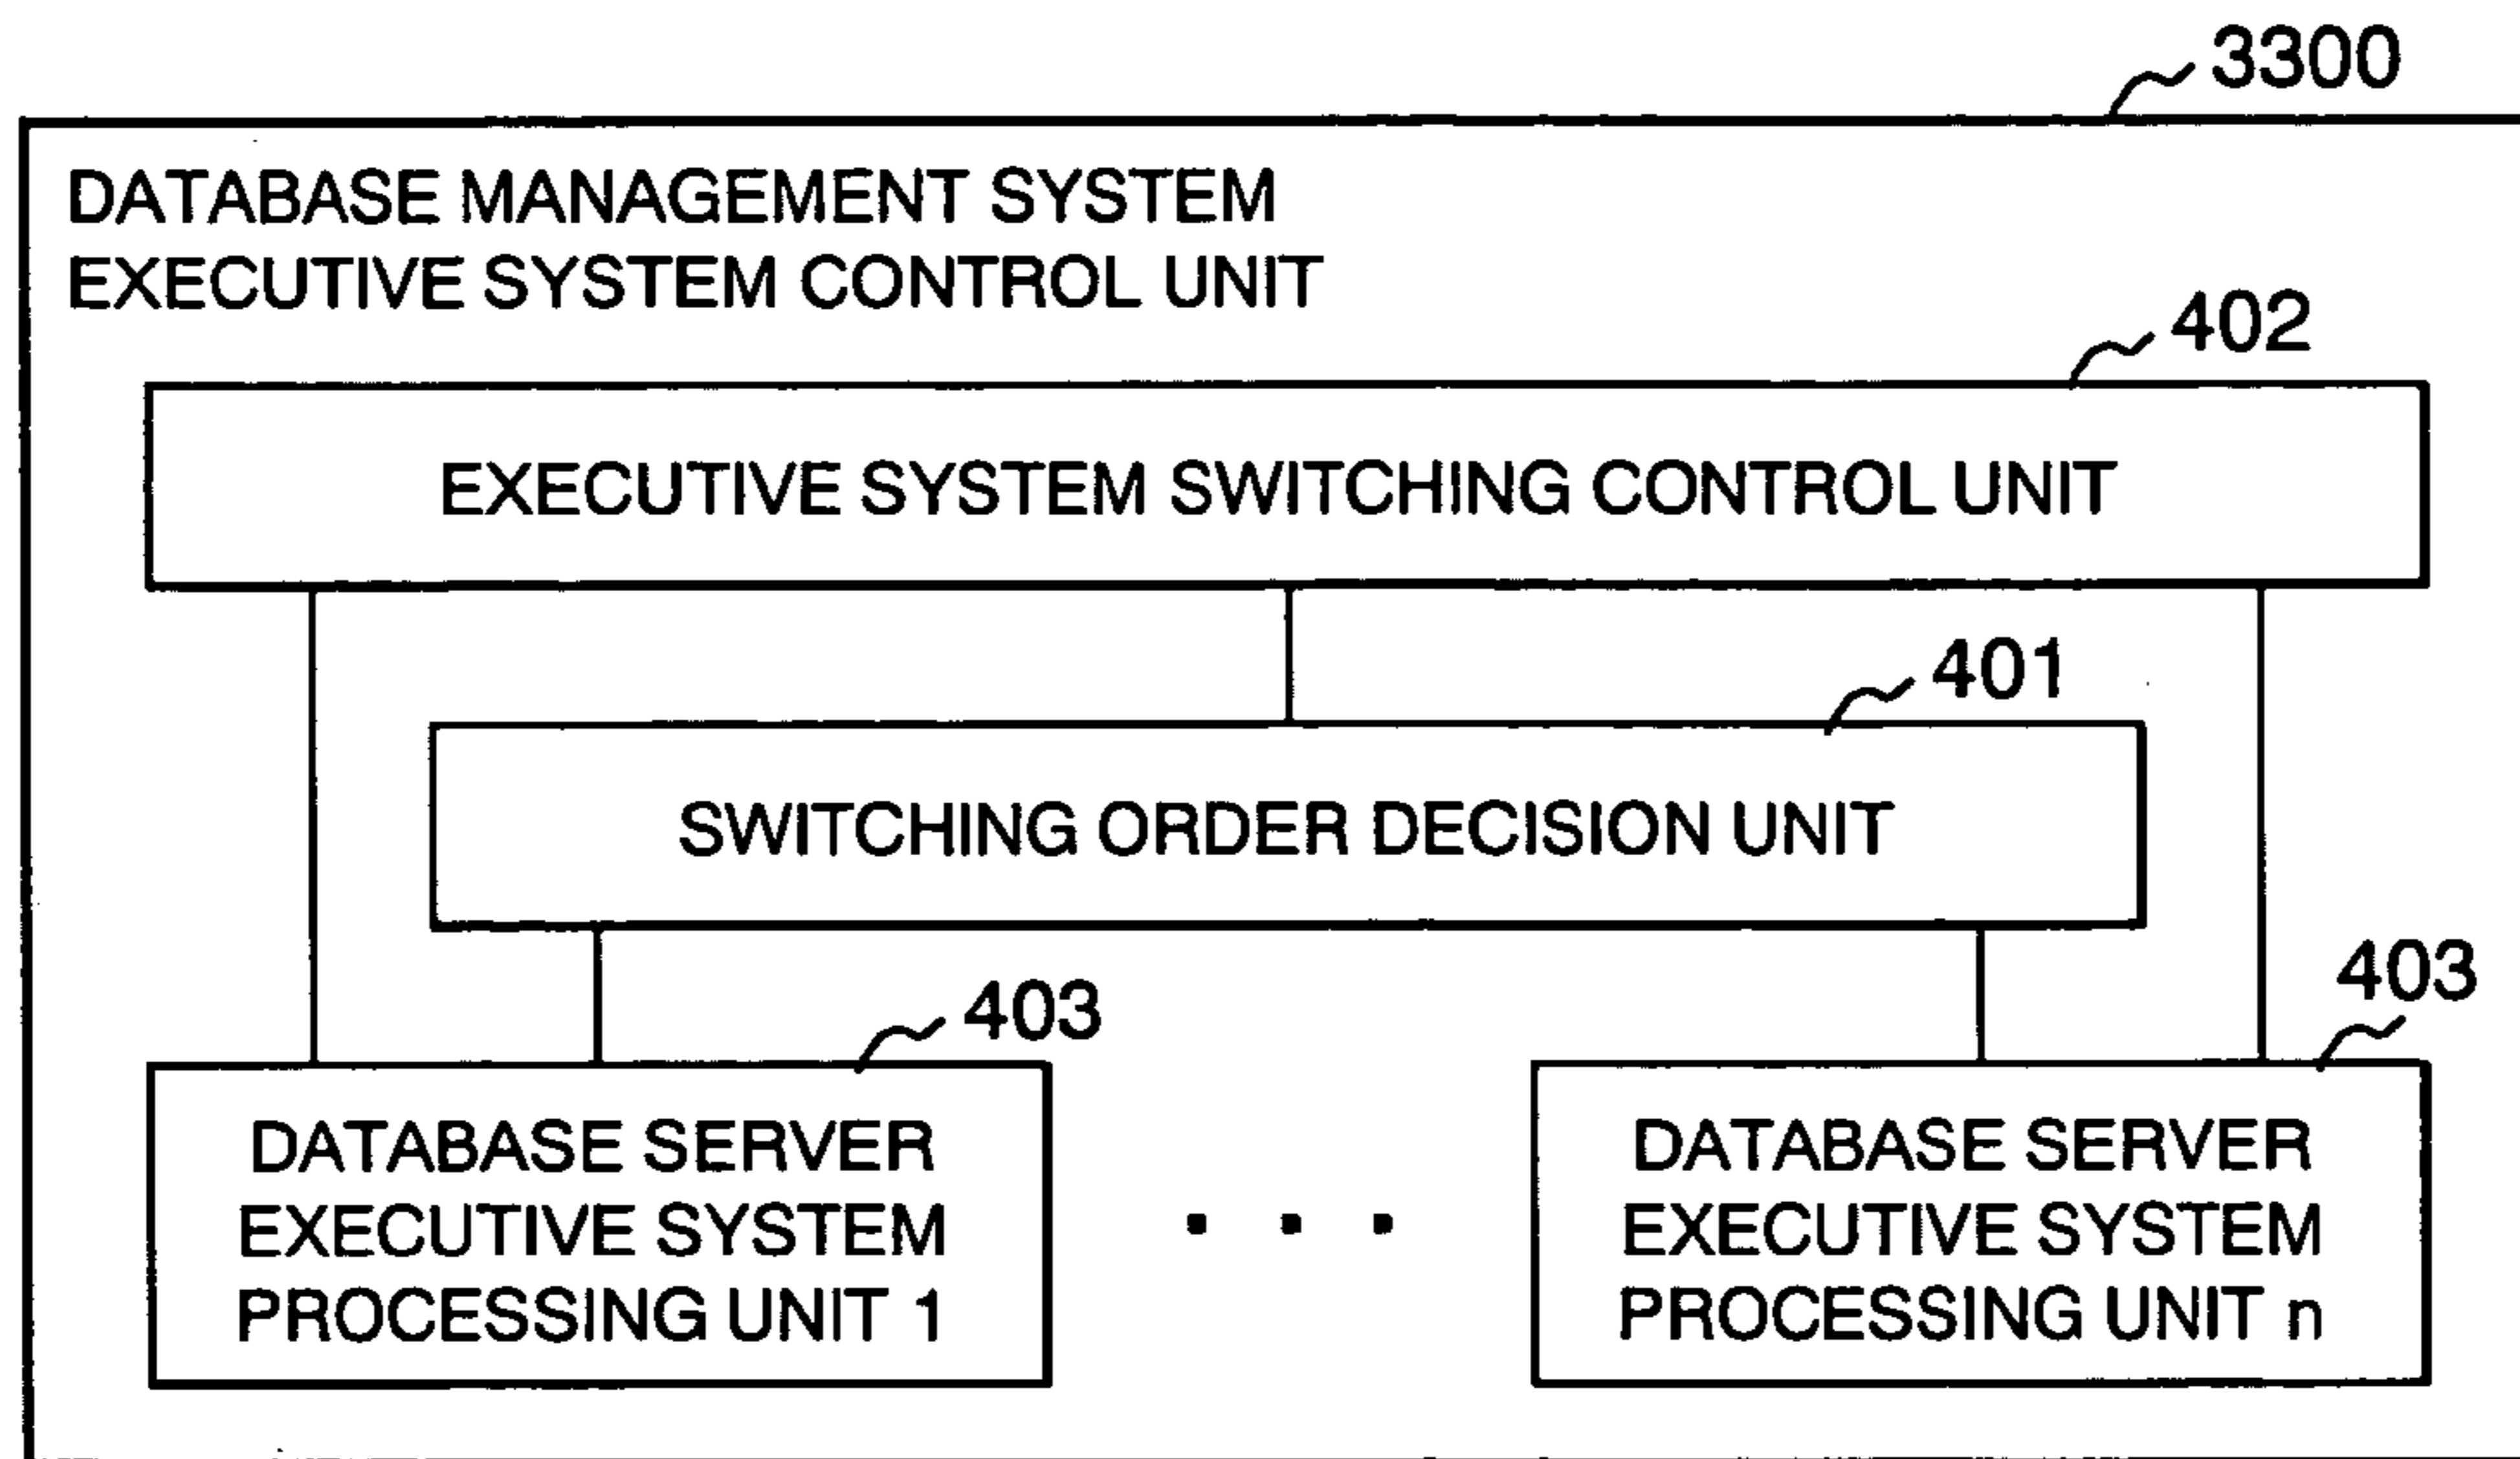 3300
DATABASE MANAGEMENT SYSTEM
EXECUTIVE SYSTEM CONTROL UNIT
402
EXECUTIVE SYSTEM SWITCHING CONTROL UNIT
401
SWITCHING ORDER DECISION UNIT
403
403
DATABASE SERVER
EXECUTIVE SYSTEM
PROCESSING UNIT 1
DATABASE SERVER
EXECUTIVE SYSTEM
PROCESSING UNIT n